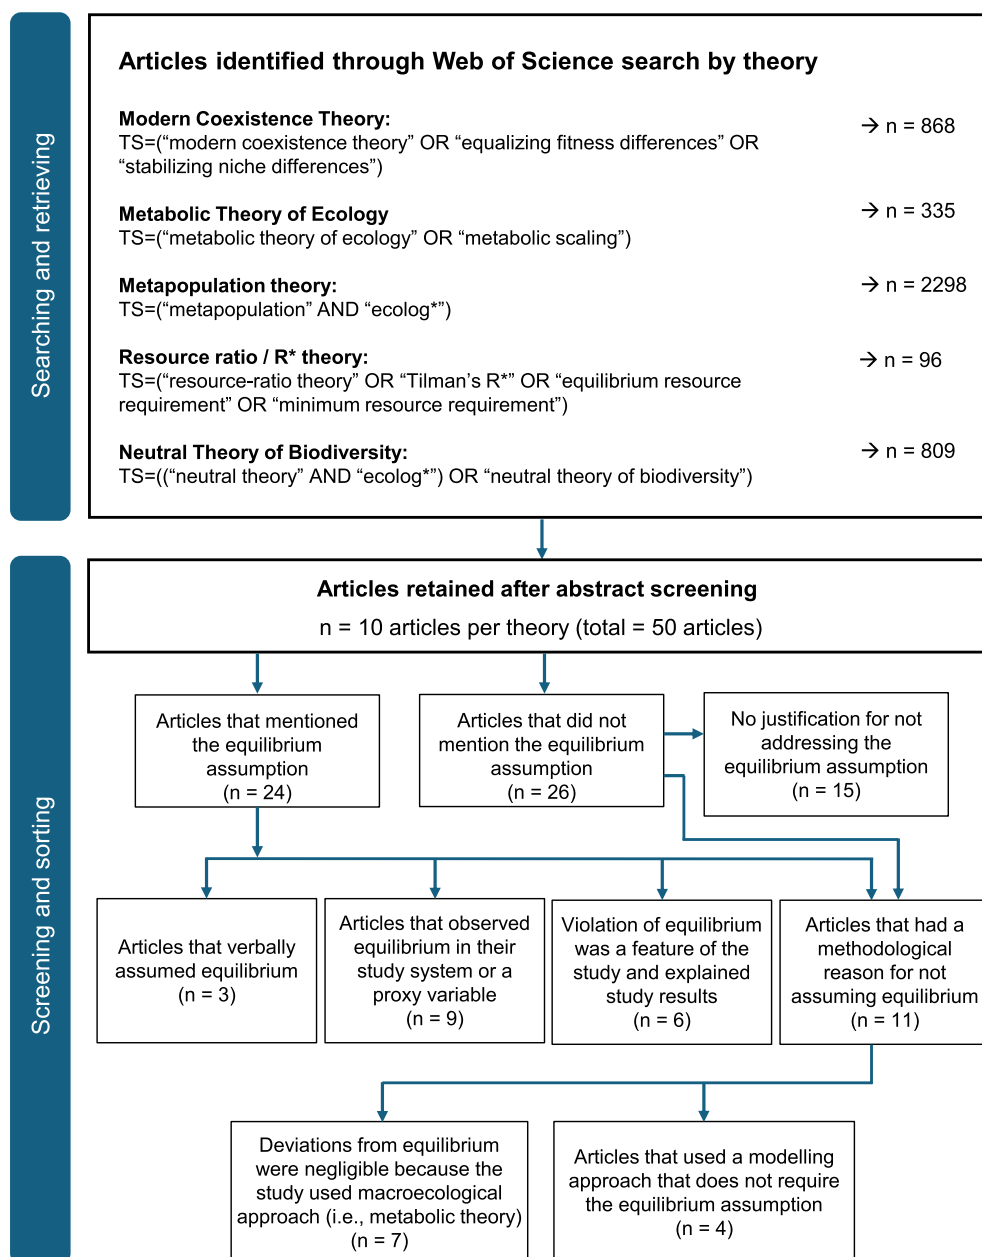 Searching and retrieving
Articles identified through Web of Science search by theory
Modern Coexistence Theory:
TS=(“modern coexistence theory” OR “equalizing fitness differences” OR
“stabilizing niche differences”)
→ n = 868
Metabolic Theory of Ecology
TS=(“metabolic theory of ecology” OR “metabolic scaling”)
→ n = 335
Metapopulation theory:
TS=(“metapopulation” AND “ecolog*”)
→ n = 2298
Resource ratio / R* theory:
TS=(“resource-ratio theory” OR “Tilman’s R*” OR “equilibrium resource
requirement” OR “minimum resource requirement”)
→ n = 96
Neutral Theory of Biodiversity:
TS=((“neutral theory” AND “ecolog*”) OR “neutral theory of biodiversity”)
→ n = 809
Screening and sorting
Articles retained after abstract screening
n = 10 articles per theory (total = 50 articles)
Articles that mentioned
the equilibrium
assumption
(n = 24)
Articles that did not
mention the equilibrium
assumption
(n = 26)
No justification for not
addressing the
equilibrium assumption
(n = 15)
Articles that verbally
assumed equilibrium
(n = 3)
Articles that observed
equilibrium in their
study system or a
proxy variable
(n = 9)
Violation of equilibrium
was a feature of the
study and explained
study results
(n = 6)
Articles that had a
methodological
reason for not
assuming equilibrium
(n = 11)
Deviations from equilibrium
were negligible because the
study used macroecological
approach (i.e., metabolic theory)
(n = 7)
Articles that used a modelling
approach that does not require
the equilibrium assumption
(n = 4)